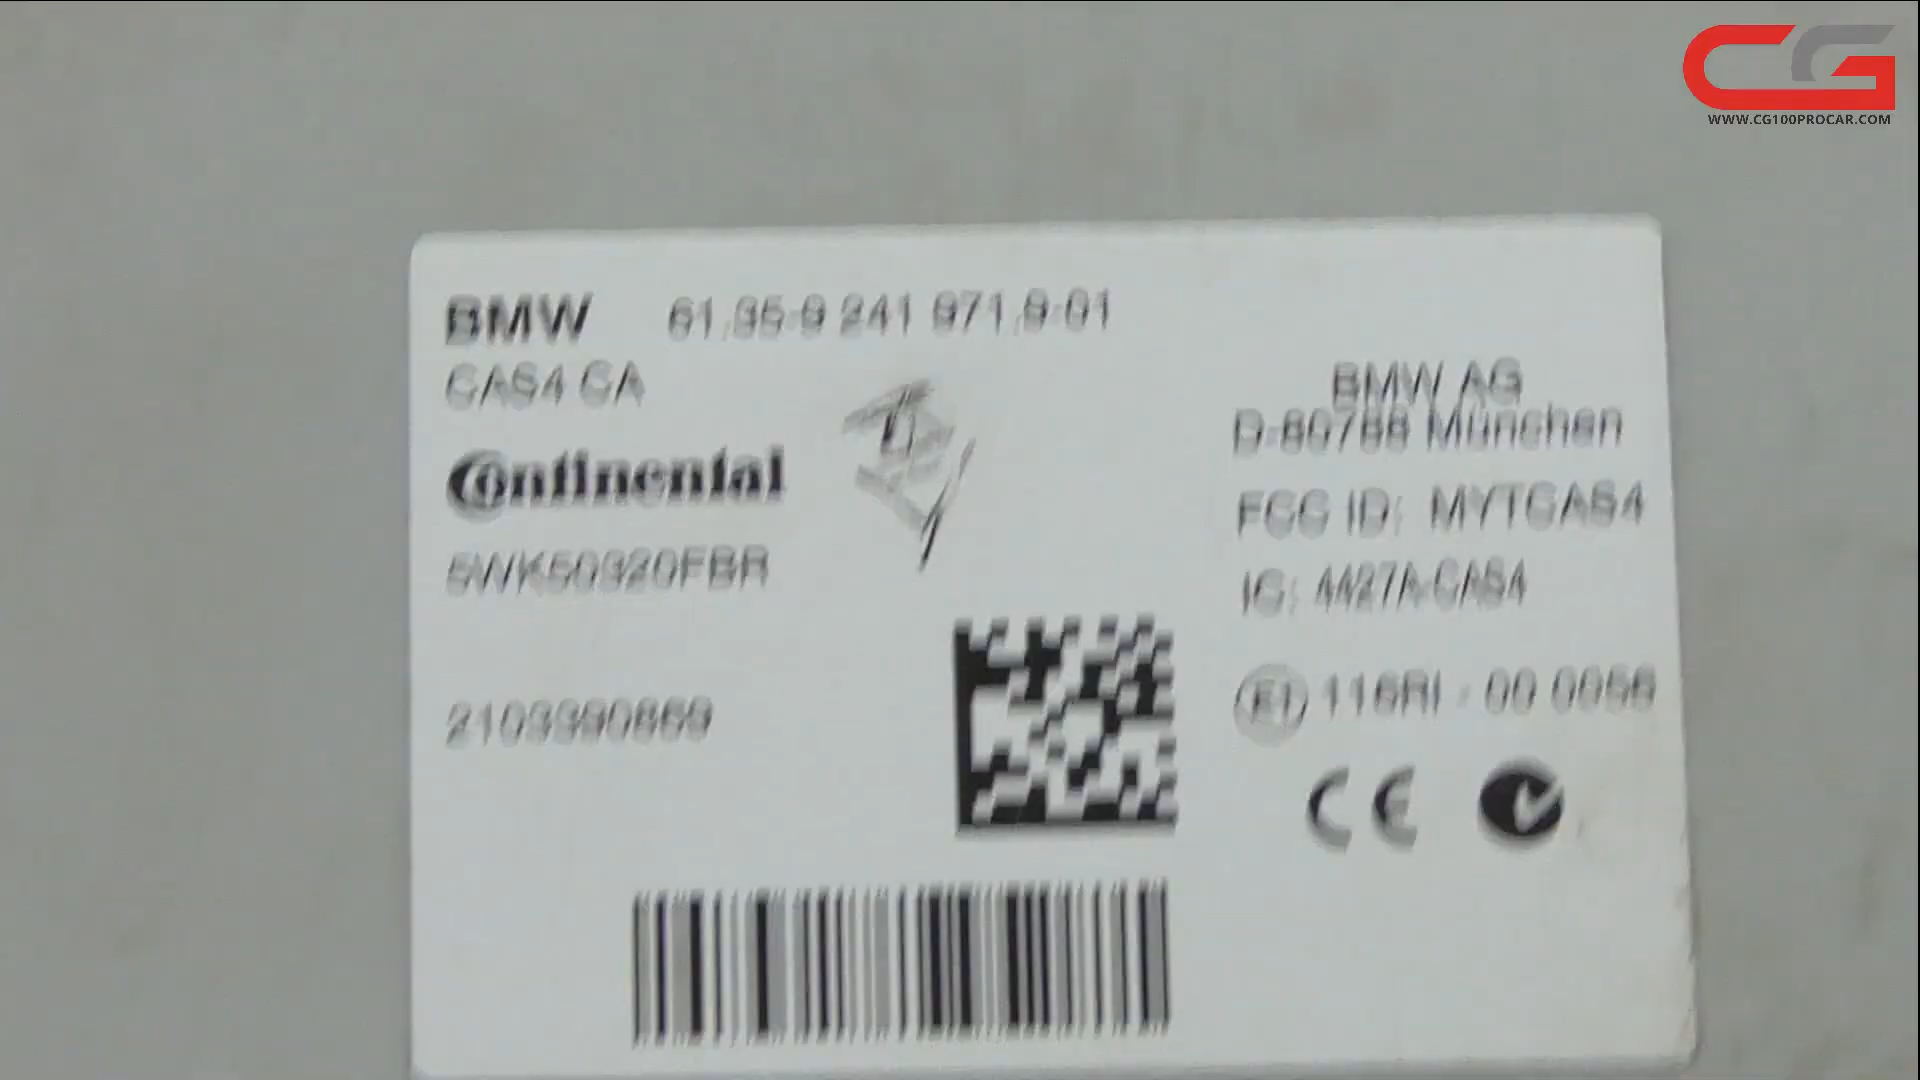 CG
WWW.CG100PROCAR.COM
BMW 61.35-9 241 971.9-01
CAS4 CA
Continental
5WK50320FBR
2103990869
BMW AG
D-80788 München
FCC ID: MYTCAS4
IC: 4427A-CAS4
E1 116RI - 00 0056
CE